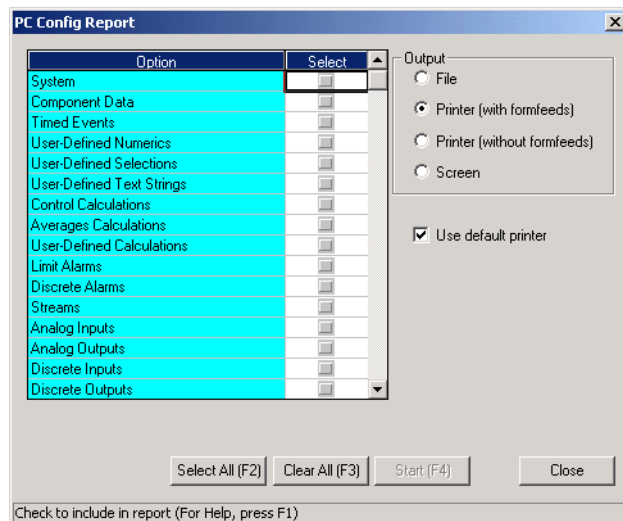 PC Config Report
Option Select
System
Component Data
Timed Events
User-Defined Numerics
User-Defined Selections
User-Defined Text Strings
Control Calculations
Averages Calculations
User-Defined Calculations
Limit Alarms
Discrete Alarms
Streams
Analog Inputs
Analog Outputs
Discrete Inputs
Discrete Outputs
Output
File
Printer (with formfeeds)
Printer (without formfeeds)
Screen
Use default printer
Select All (F2) Clear All (F3) Start (F4) Close
Check to include in report (For Help, press F1)